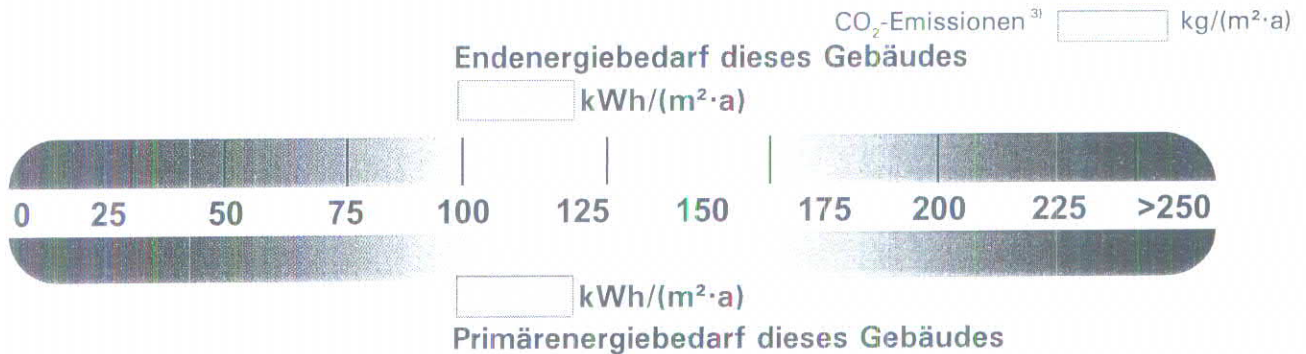 CO₂-Emissionen ³⁾ kg/(m²·a)
Endenergiebedarf dieses Gebäudes
kWh/(m²·a)
0 25 50 75 100 125 150 175 200 225 >250
kWh/(m²·a)
Primärenergiebedarf dieses Gebäudes